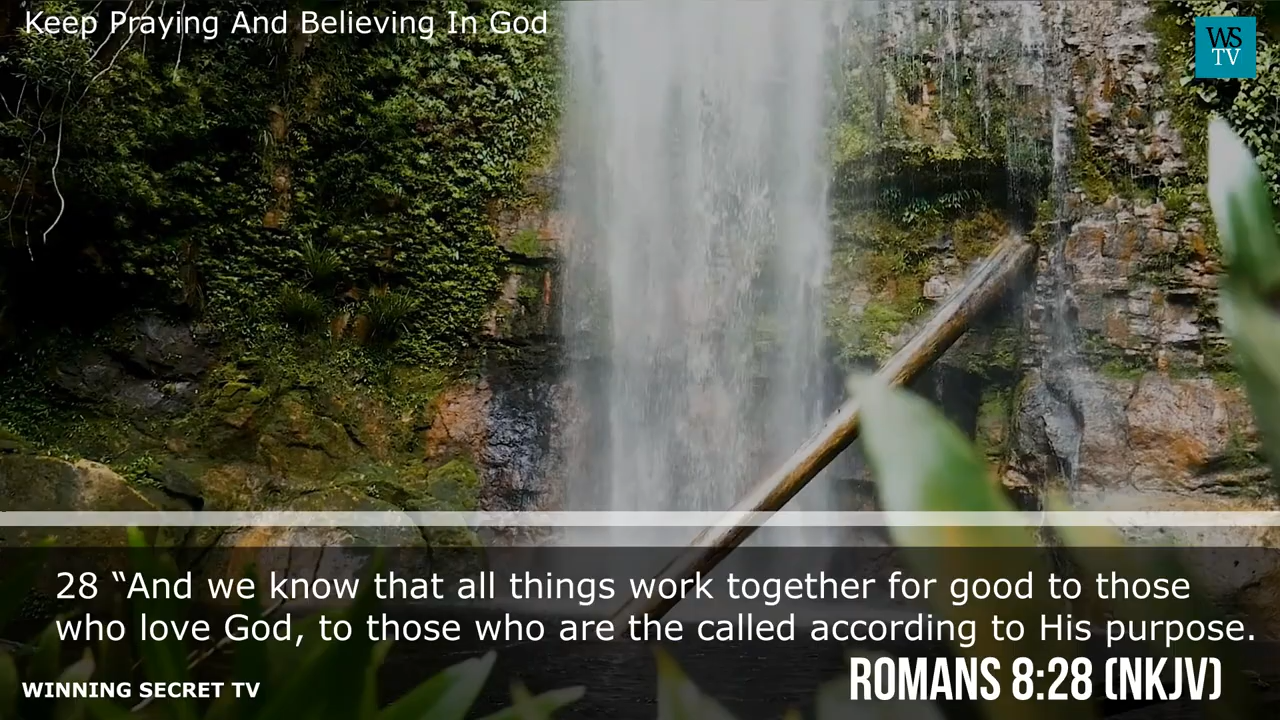 Keep Praying And Believing In God
WS
TV
28 “And we know that all things work together for good to those
who love God, to those who are the called according to His purpose.
ROMANS 8:28 (NKJV)
WINNING SECRET TV